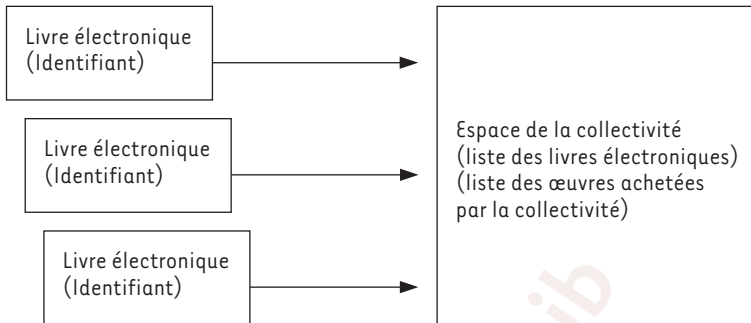 Livre électronique
(Identifiant)
Livre électronique
(Identifiant)
Livre électronique
(Identifiant)
Espace de la collectivité
(liste des livres électroniques)
(liste des œuvres achetées
par la collectivité)